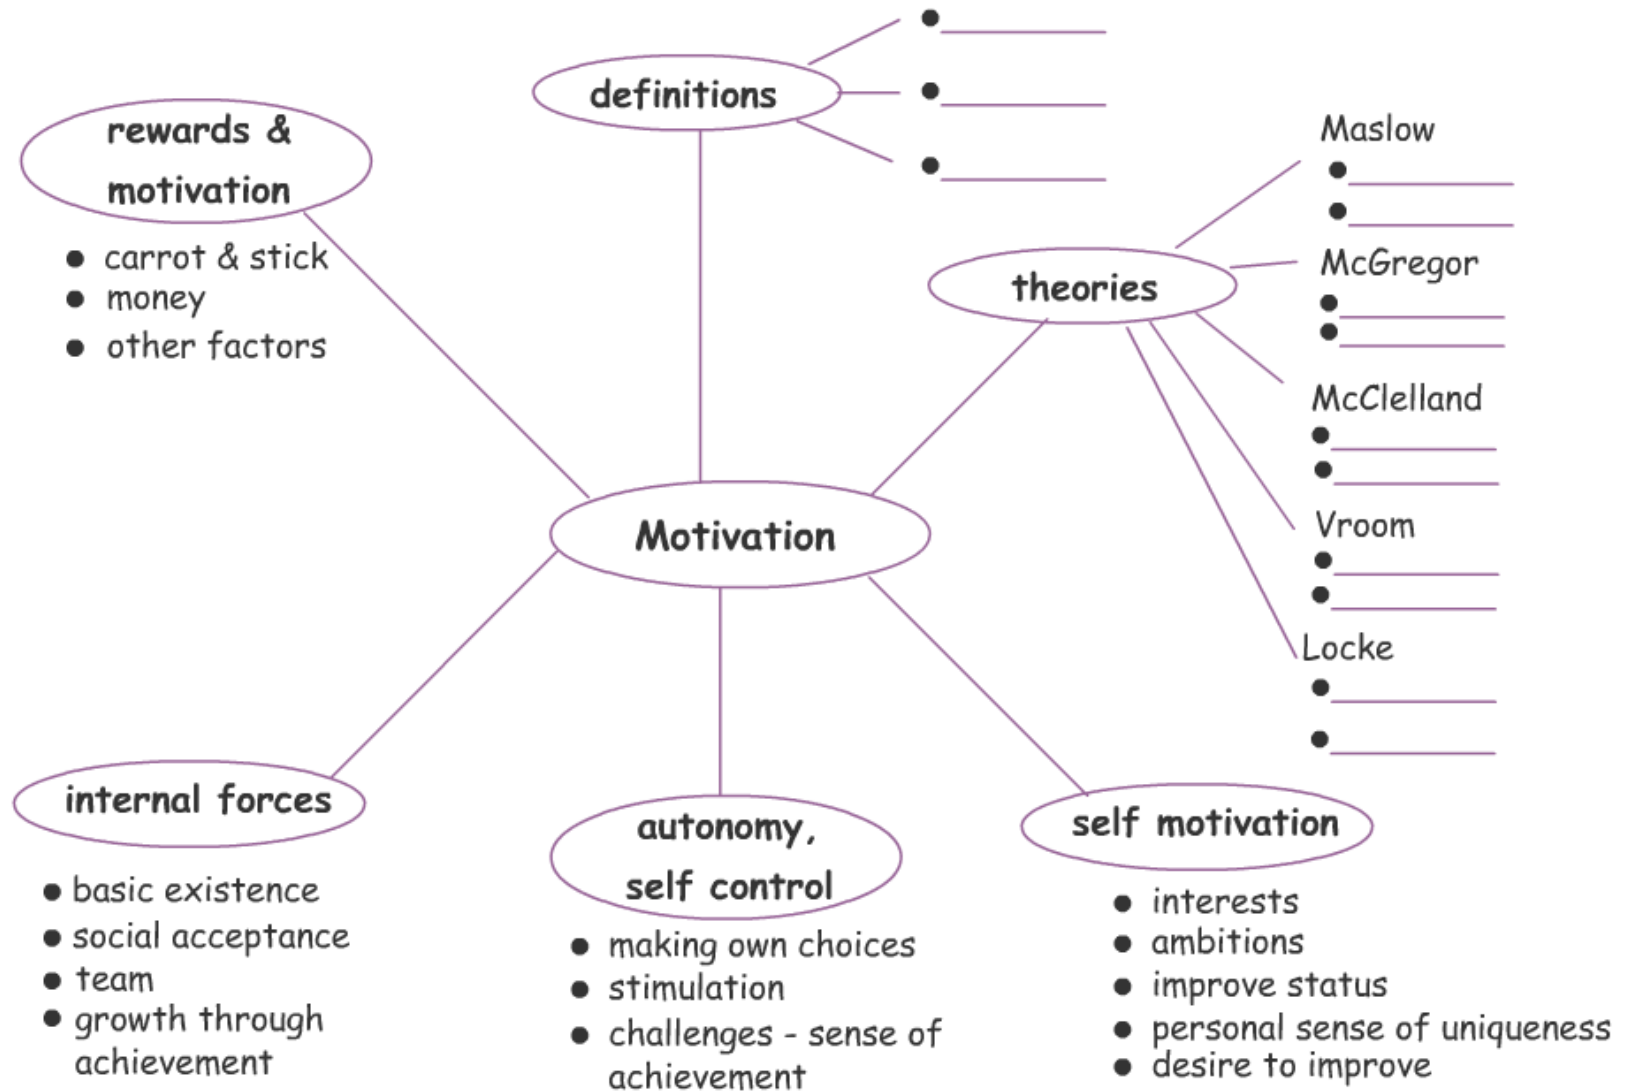 definitions
rewards &
motivation
● carrot & stick
● money
● other factors
theories
Maslow
McGregor
McClelland
Vroom
Locke
Motivation
internal forces
● basic existence
● social acceptance
● team
● growth through
achievement
autonomy,
self control
● making own choices
● stimulation
● challenges - sense of
achievement
self motivation
● interests
● ambitions
● improve status
● personal sense of uniqueness
● desire to improve